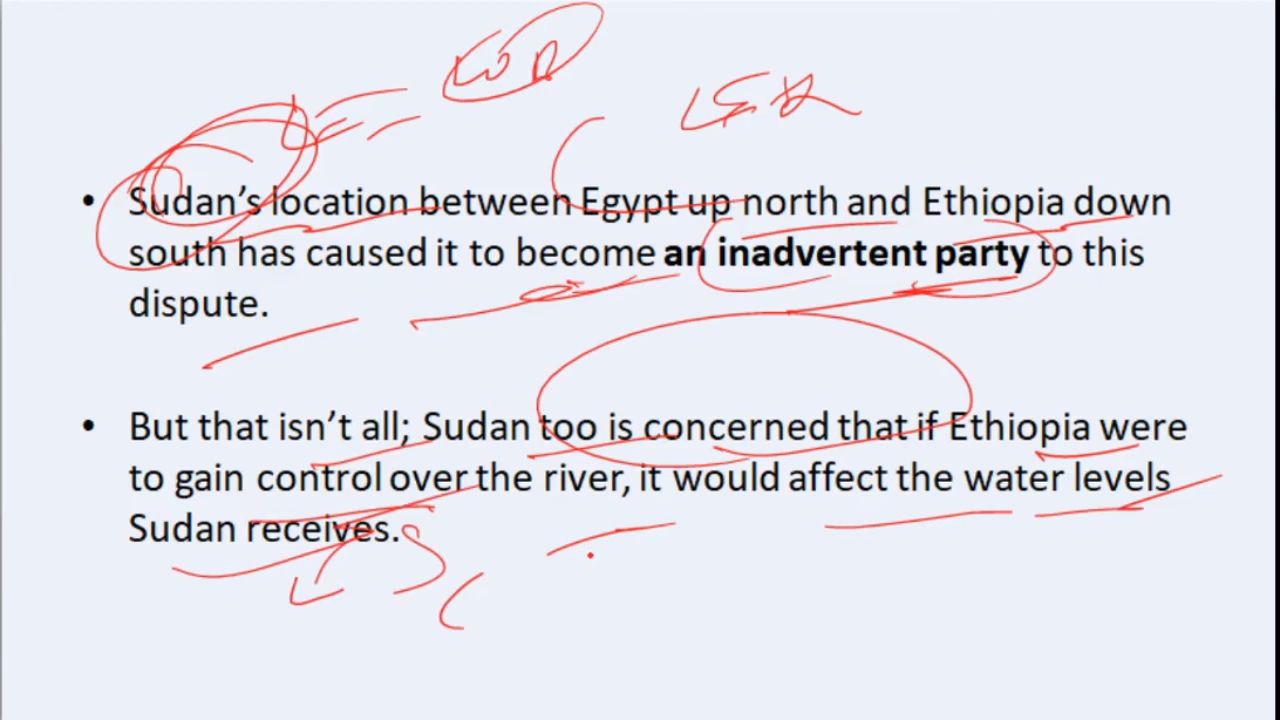 • Sudan’s location between Egypt up north and Ethiopia down
south has caused it to become an inadvertent party to this
dispute.
• But that isn’t all; Sudan too is concerned that if Ethiopia were
to gain control over the river, it would affect the water levels
Sudan receives.